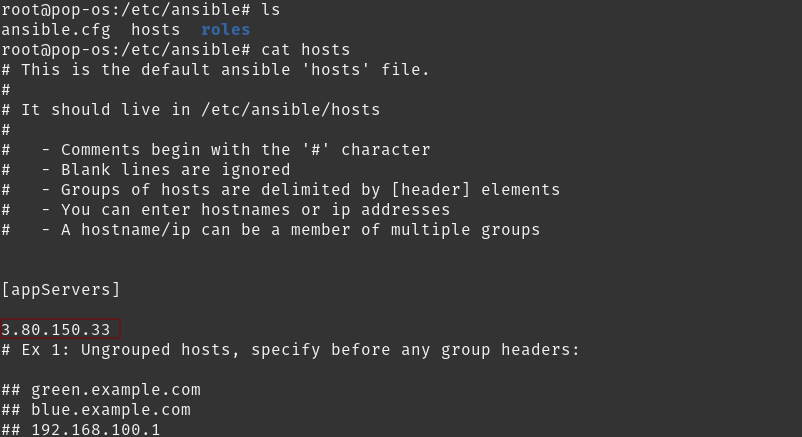 root@pop-os:/etc/ansible# ls
ansible.cfg  hosts  roles
root@pop-os:/etc/ansible# cat hosts
# This is the default ansible 'hosts' file.
#
# It should live in /etc/ansible/hosts
#
#   - Comments begin with the '#' character
#   - Blank lines are ignored
#   - Groups of hosts are delimited by [header] elements
#   - You can enter hostnames or ip addresses
#   - A hostname/ip can be a member of multiple groups
[appServers]
3.80.150.33
# Ex 1: Ungrouped hosts, specify before any group headers:
## green.example.com
## blue.example.com
## 192.168.100.1